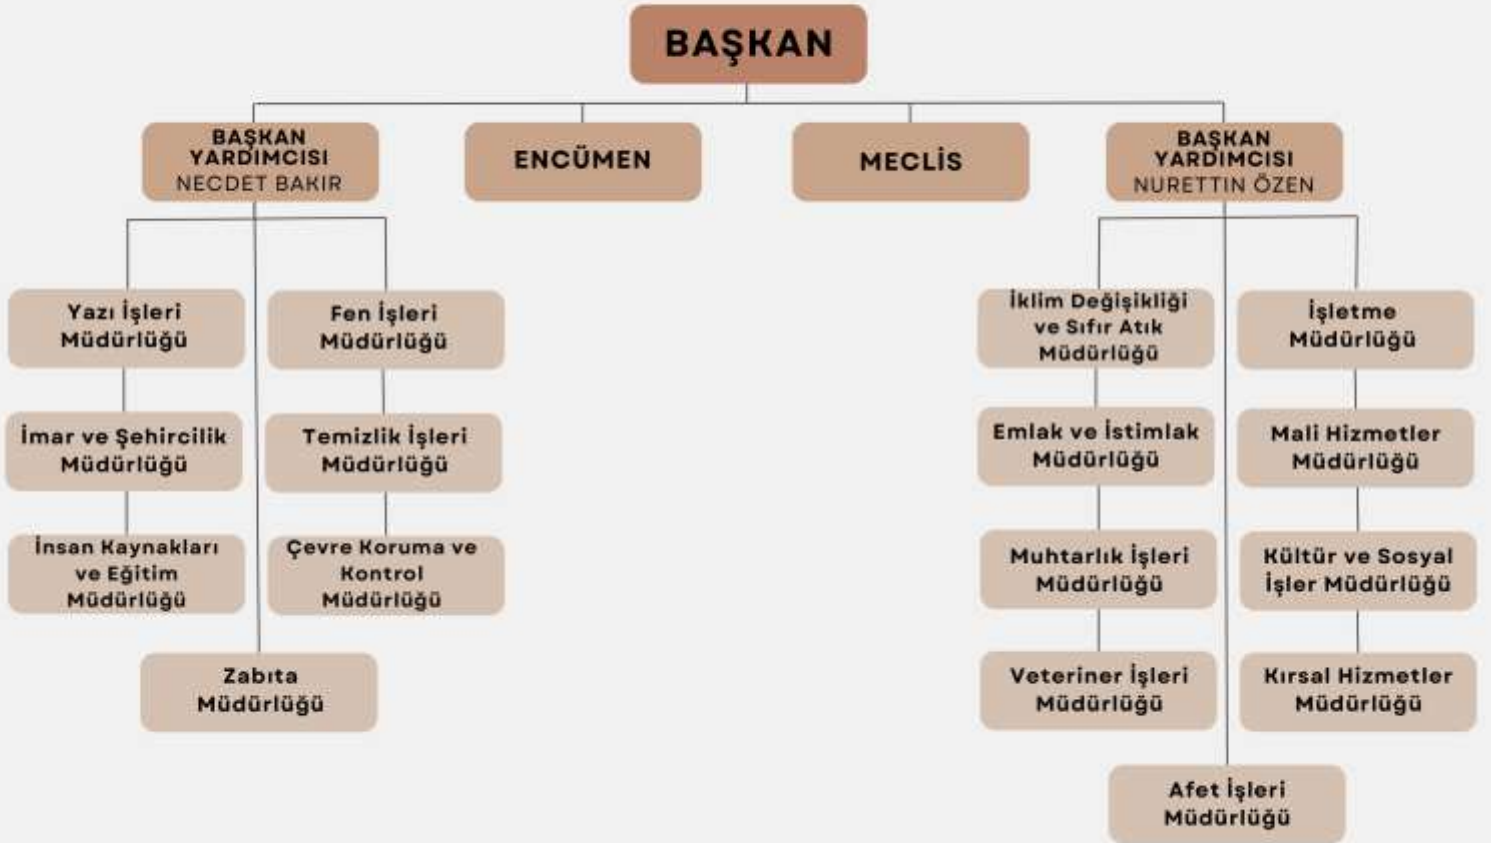 BAŞKAN
BAŞKAN
YARDIMCISI
NECDET BAKIR
ENCÜMEN
MECLİS
BAŞKAN
YARDIMCISI
NURETTIN ÖZEN
Yazı İşleri
Müdürlüğü
Fen İşleri
Müdürlüğü
İklim Değişikliği
ve Sıfır Atık
Müdürlüğü
İşletme
Müdürlüğü
İmar ve Şehircilik
Müdürlüğü
Temizlik İşleri
Müdürlüğü
Emlak ve İstimlak
Müdürlüğü
Mali Hizmetler
Müdürlüğü
İnsan Kaynakları
ve Eğitim
Müdürlüğü
Çevre Koruma ve
Kontrol
Müdürlüğü
Muhtarlık İşleri
Müdürlüğü
Kültür ve Sosyal
İşler Müdürlüğü
Zabıta
Müdürlüğü
Veteriner İşleri
Müdürlüğü
Kırsal Hizmetler
Müdürlüğü
Afet İşleri
Müdürlüğü